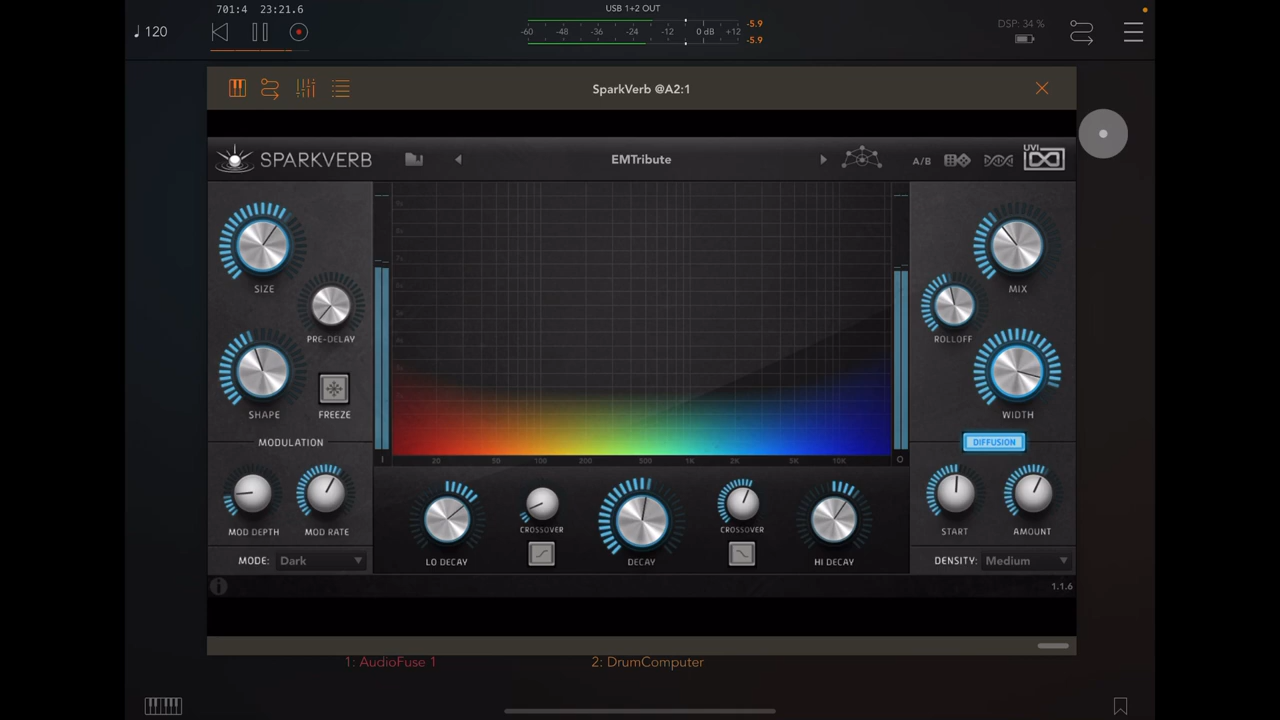 701:4 23:21.6
USB 1+2 OUT
♩ 120
-60 -48 -36 -24 -12 0 dB +12
-5.9
-5.9
DSP: 34 %
SparkVerb @A2:1
SPARKVERB
EMTribute
A/B
UVI
SIZE
PRE-DELAY
SHAPE
FREEZE
MODULATION
MOD DEPTH
MOD RATE
MODE: Dark
I
20 50 100 200 500 1K 2K 5K 10K
O
LO DECAY
CROSSOVER
DECAY
CROSSOVER
HI DECAY
MIX
ROLLOFF
WIDTH
DIFFUSION
START
AMOUNT
DENSITY: Medium
1.1.6
1: AudioFuse 1
2: DrumComputer